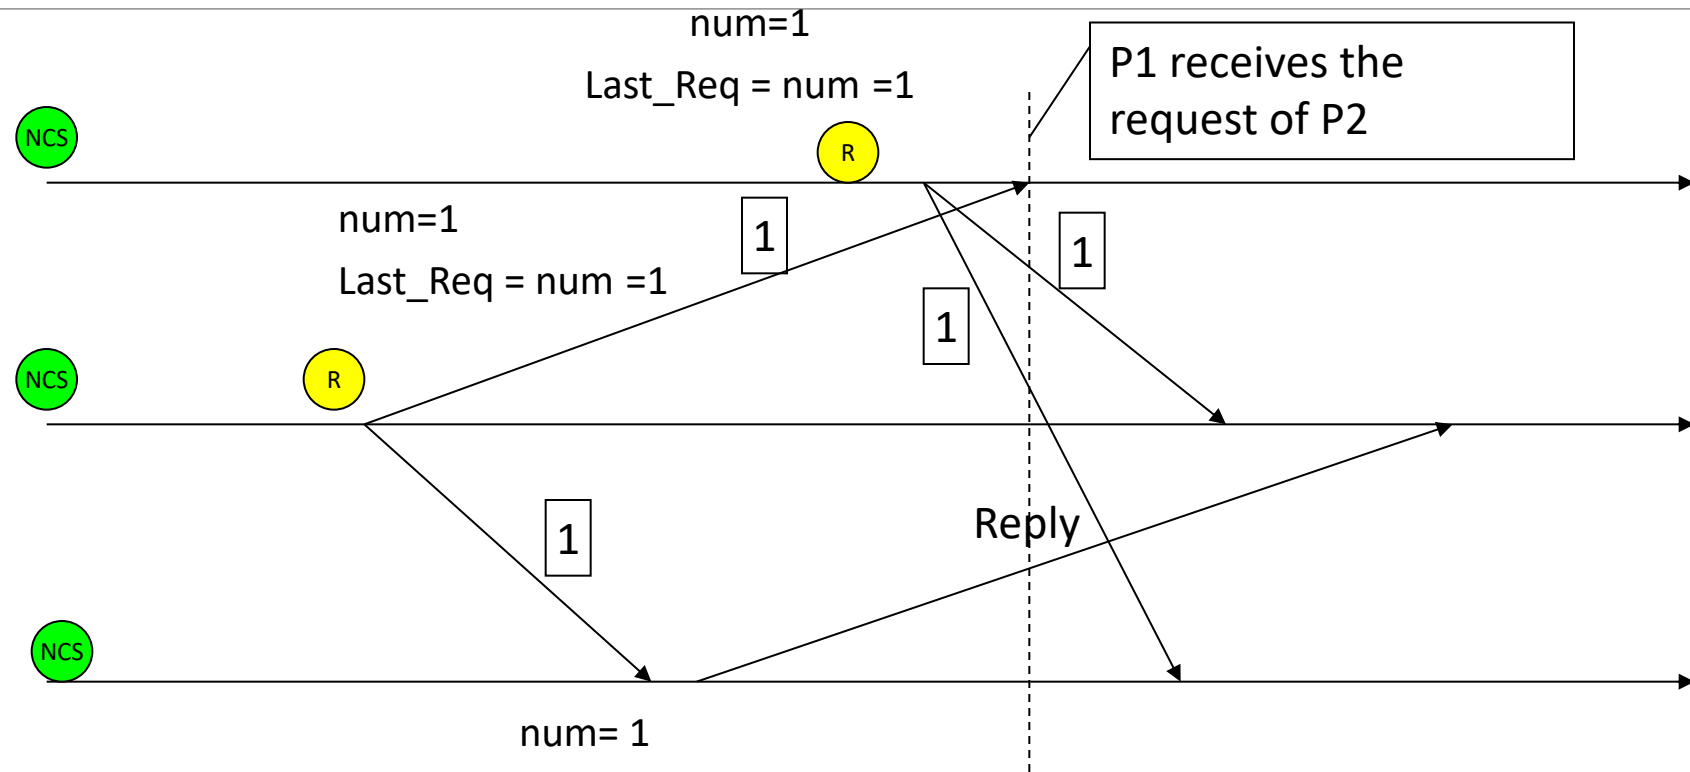 num=1
Last_Req = num =1
P1 receives the
request of P2
NCS
R
num=1
Last_Req = num =1
1
1
1
NCS
R
1
Reply
NCS
num= 1